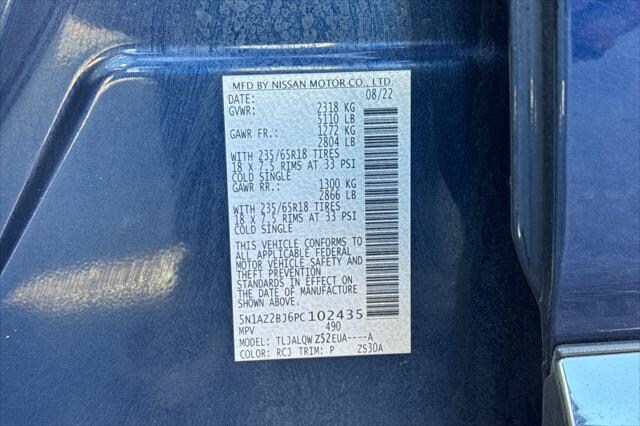 MFD BY NISSAN MOTOR CO., LTD.
DATE: 08/22
GVWR: 2318 KG
5110 LB
GAWR FR.: 1272 KG
2804 LB
WITH 235/65R18 TIRES
18 X 7.5 RIMS AT 33 PSI
COLD SINGLE
GAWR RR.: 1300 KG
2866 LB
WITH 235/65R18 TIRES
18 X 7.5 RIMS AT 33 PSI
COLD SINGLE
THIS VEHICLE CONFORMS TO
ALL APPLICABLE FEDERAL
MOTOR VEHICLE SAFETY AND
THEFT PREVENTION
STANDARDS IN EFFECT ON
THE DATE OF MANUFACTURE
SHOWN ABOVE.
5N1AZ2BJ6PC102435
MPV 490
MODEL: TLJALQW Z52EUA----A
COLOR: RCJ TRIM: P ZS30A